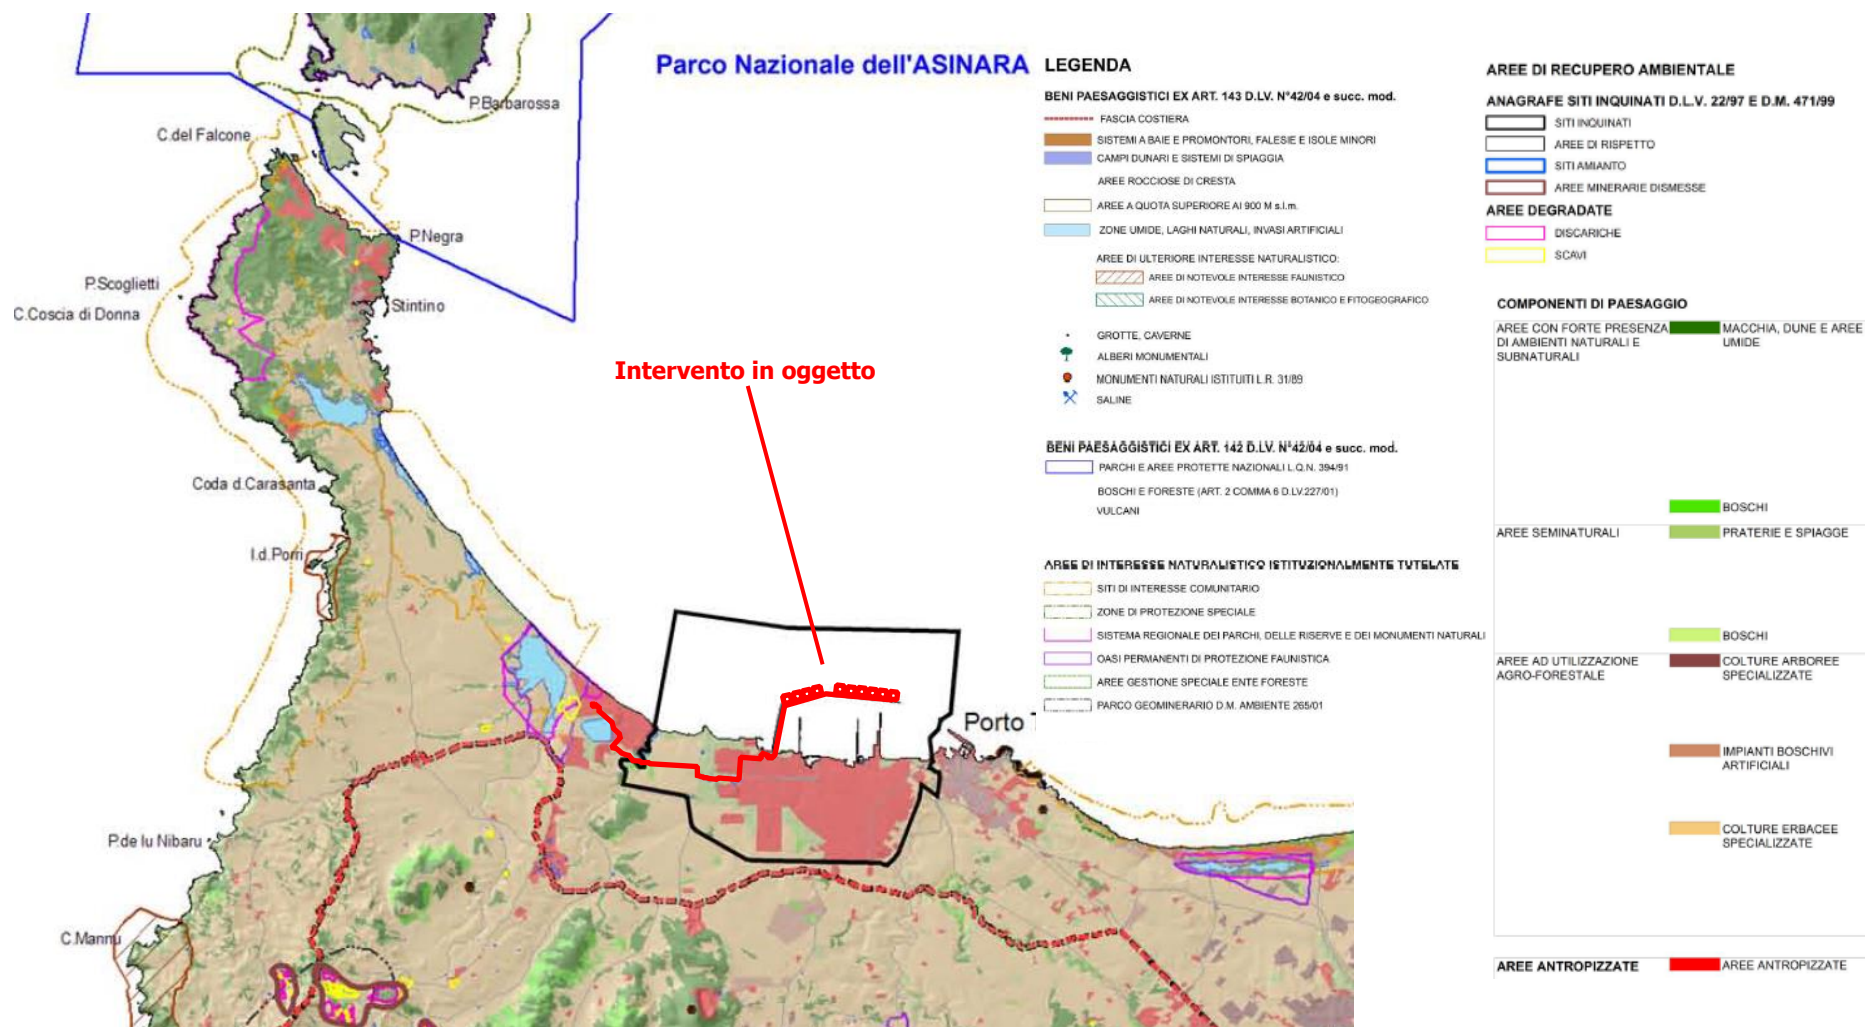 Parco Nazionale dell'ASINARA
P.Barbarossa
C.del Falcone
P.Negra
P.Scoglietti
Stintino
C.Coscia di Donna
Intervento in oggetto
Coda d.Carasanta
I.d.Porri
Porto
P.de lu Nibaru
C.Mannu
LEGENDA
BENI PAESAGGISTICI EX ART. 143 D.LV. N°42/04 e succ. mod.
FASCIA COSTIERA
SISTEMI A BAIE E PROMONTORI, FALESIE E ISOLE MINORI
CAMPI DUNARI E SISTEMI DI SPIAGGIA
AREE ROCCIOSE DI CRESTA
AREE A QUOTA SUPERIORE AI 900 M s.l.m.
ZONE UMIDE, LAGHI NATURALI, INVASI ARTIFICIALI
AREE DI ULTERIORE INTERESSE NATURALISTICO:
AREE DI NOTEVOLE INTERESSE FAUNISTICO
AREE DI NOTEVOLE INTERESSE BOTANICO E FITOGEOGRAFICO
GROTTE, CAVERNE
ALBERI MONUMENTALI
MONUMENTI NATURALI ISTITUITI L.R. 31/89
SALINE
BENI PAESAGGISTICI EX ART. 142 D.LV. N°42/04 e succ. mod.
PARCHI E AREE PROTETTE NAZIONALI L.Q.N. 394/91
BOSCHI E FORESTE (ART. 2 COMMA 6 D.LV.227/01)
VULCANI
AREE DI INTERESSE NATURALISTICO ISTITUZIONALMENTE TUTELATE
SITI DI INTERESSE COMUNITARIO
ZONE DI PROTEZIONE SPECIALE
SISTEMA REGIONALE DEI PARCHI, DELLE RISERVE E DEI MONUMENTI NATURALI
OASI PERMANENTI DI PROTEZIONE FAUNISTICA
AREE GESTIONE SPECIALE ENTE FORESTE
PARCO GEOMINERARIO D.M. AMBIENTE 265/01
AREE DI RECUPERO AMBIENTALE
ANAGRAFE SITI INQUINATI D.L.V. 22/97 E D.M. 471/99
SITI INQUINATI
AREE DI RISPETTO
SITI AMIANTO
AREE MINERARIE DISMESSE
AREE DEGRADATE
DISCARICHE
SCAVI
COMPONENTI DI PAESAGGIO
AREE CON FORTE PRESENZA
DI AMBIENTI NATURALI E
SUBNATURALI
MACCHIA, DUNE E AREE
UMIDE
BOSCHI
AREE SEMINATURALI
PRATERIE E SPIAGGE
BOSCHI
AREE AD UTILIZZAZIONE
AGRO-FORESTALE
COLTURE ARBOREE
SPECIALIZZATE
IMPIANTI BOSCHIVI
ARTIFICIALI
COLTURE ERBACEE
SPECIALIZZATE
AREE ANTROPIZZATE
AREE ANTROPIZZATE